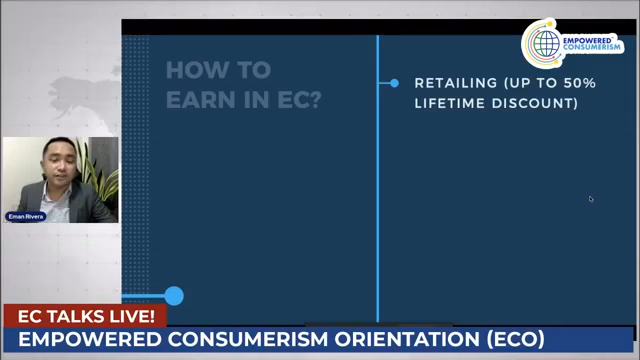 EMPOWERED
CONSUMERISM
HOW TO
EARN IN EC?
RETAILING (UP TO 50%
LIFETIME DISCOUNT)
Eman Rivera
EC TALKS LIVE!
EMPOWERED CONSUMERISM ORIENTATION (ECO)